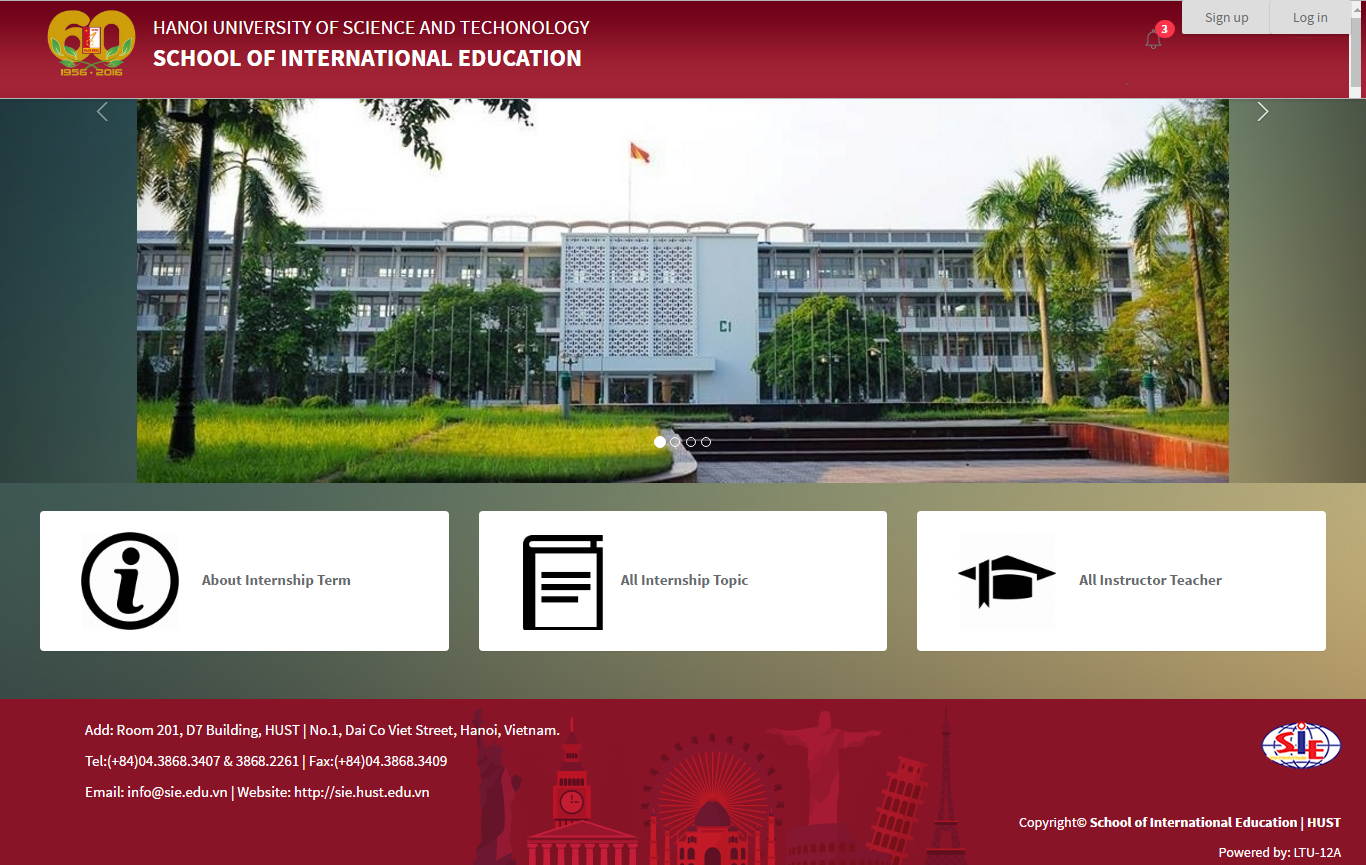 Sign up
Log in
3
60
1956 - 2016
HANOI UNIVERSITY OF SCIENCE AND TECHONOLOGY
SCHOOL OF INTERNATIONAL EDUCATION
C1
About Internship Term
All Internship Topic
All Instructor Teacher
Add: Room 201, D7 Building, HUST | No.1, Dai Co Viet Street, Hanoi, Vietnam.
Tel:(+84)04.3868.3407 & 3868.2261 | Fax:(+84)04.3868.3409
Email: info@sie.edu.vn | Website: http://sie.hust.edu.vn
SIE
Copyright© School of International Education | HUST
Powered by: LTU-12A